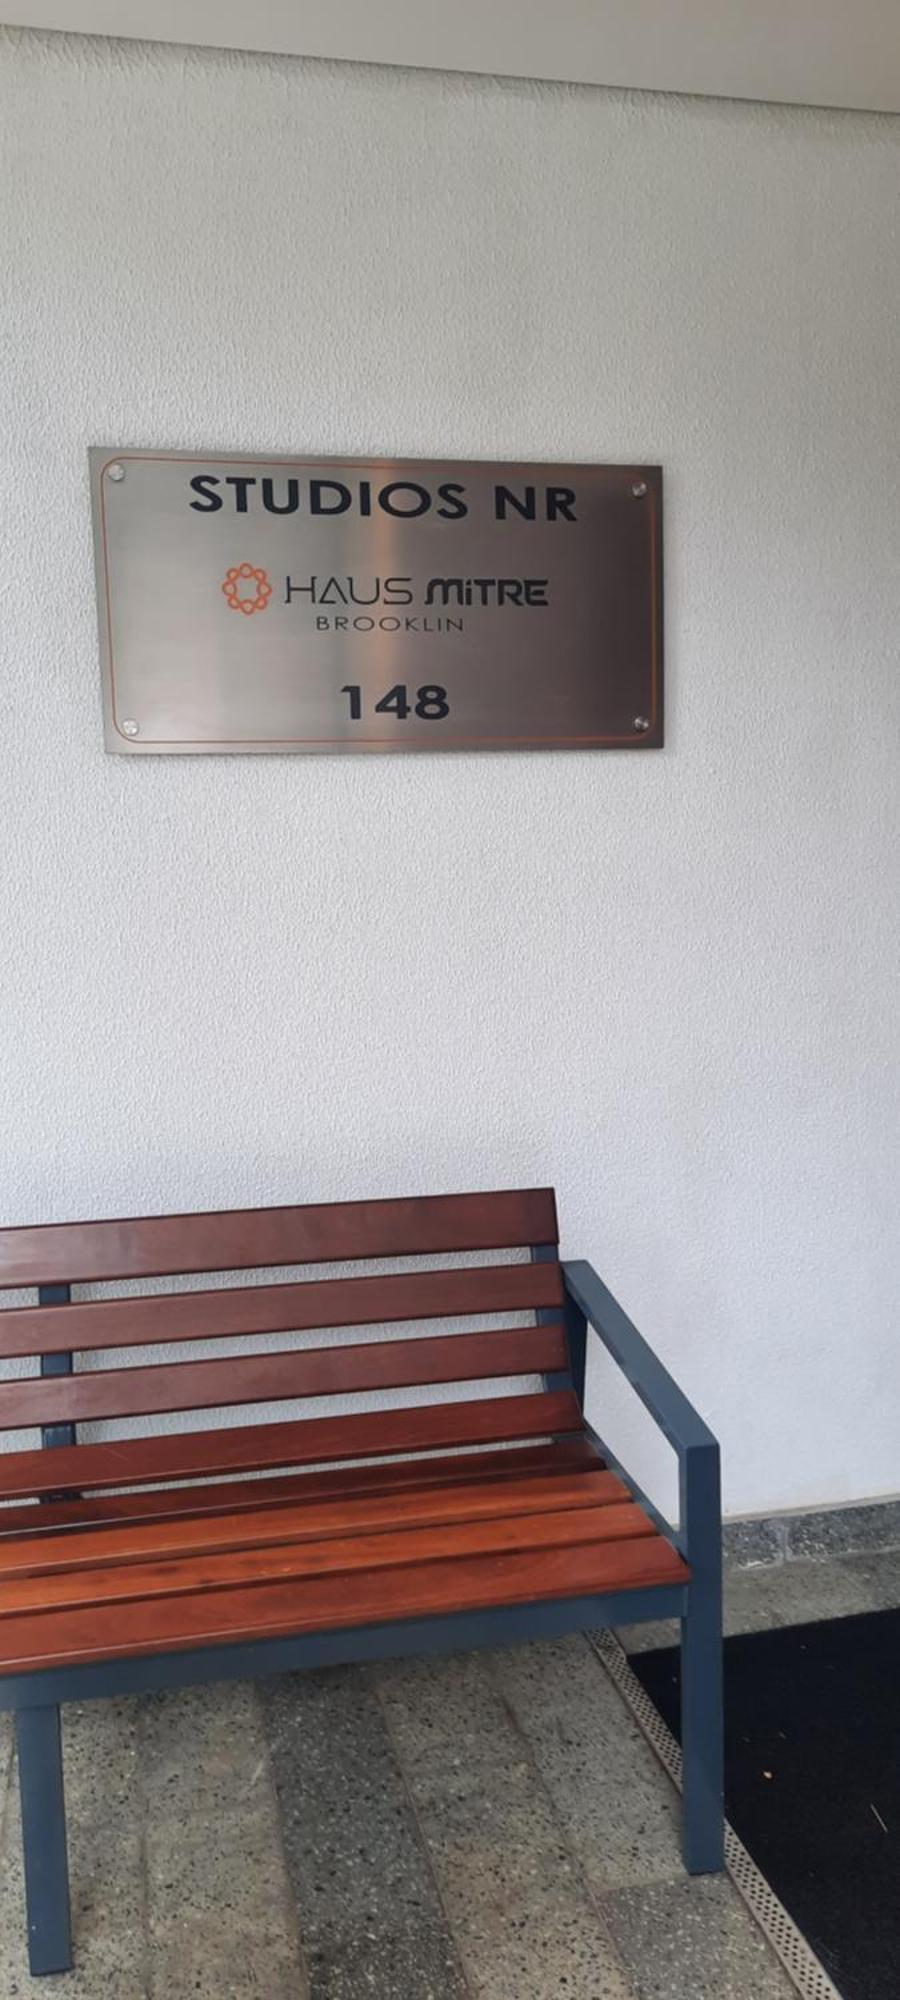 STUDIOS NR
HAUS MiTRE
BROOKLIN
148